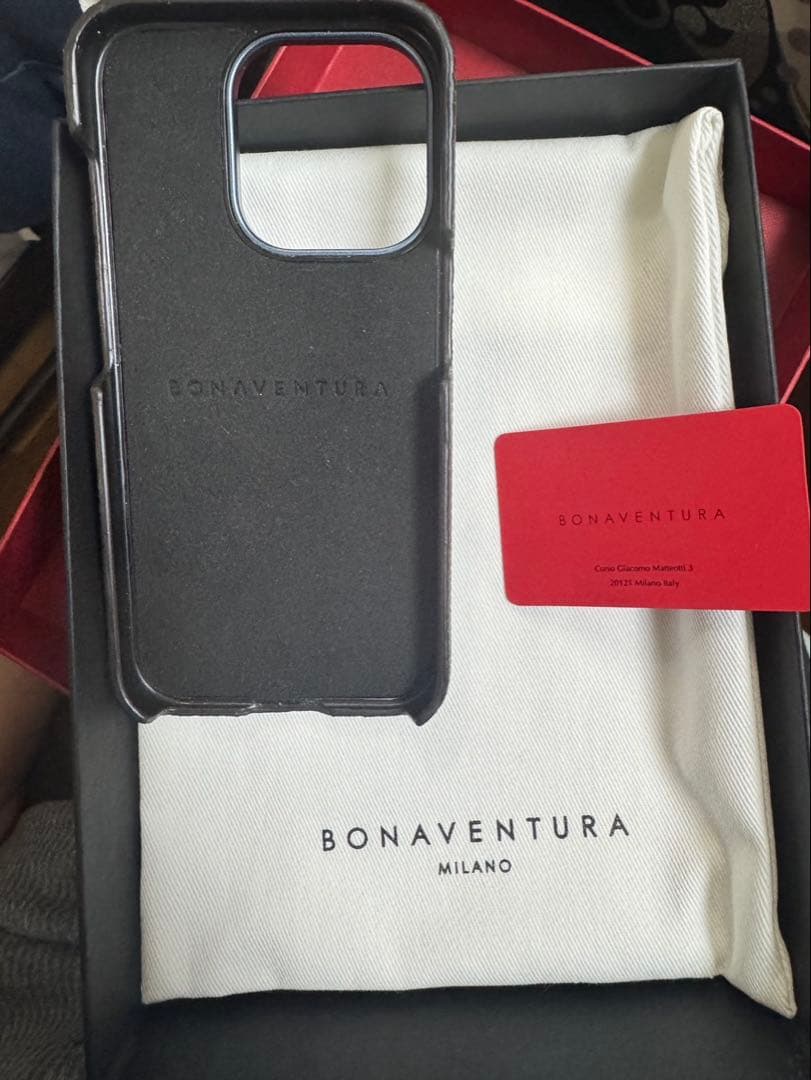 BONAVENTURA
BONAVENTURA
Corso Giacomo Matteotti 3
20121 Milano Italy
BONAVENTURA
MILANO